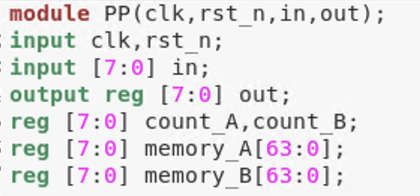 module PP(clk,rst_n,in,out);
input clk,rst_n;
input [7:0] in;
output reg [7:0] out;
reg [7:0] count_A,count_B;
reg [7:0] memory_A[63:0];
reg [7:0] memory_B[63:0];